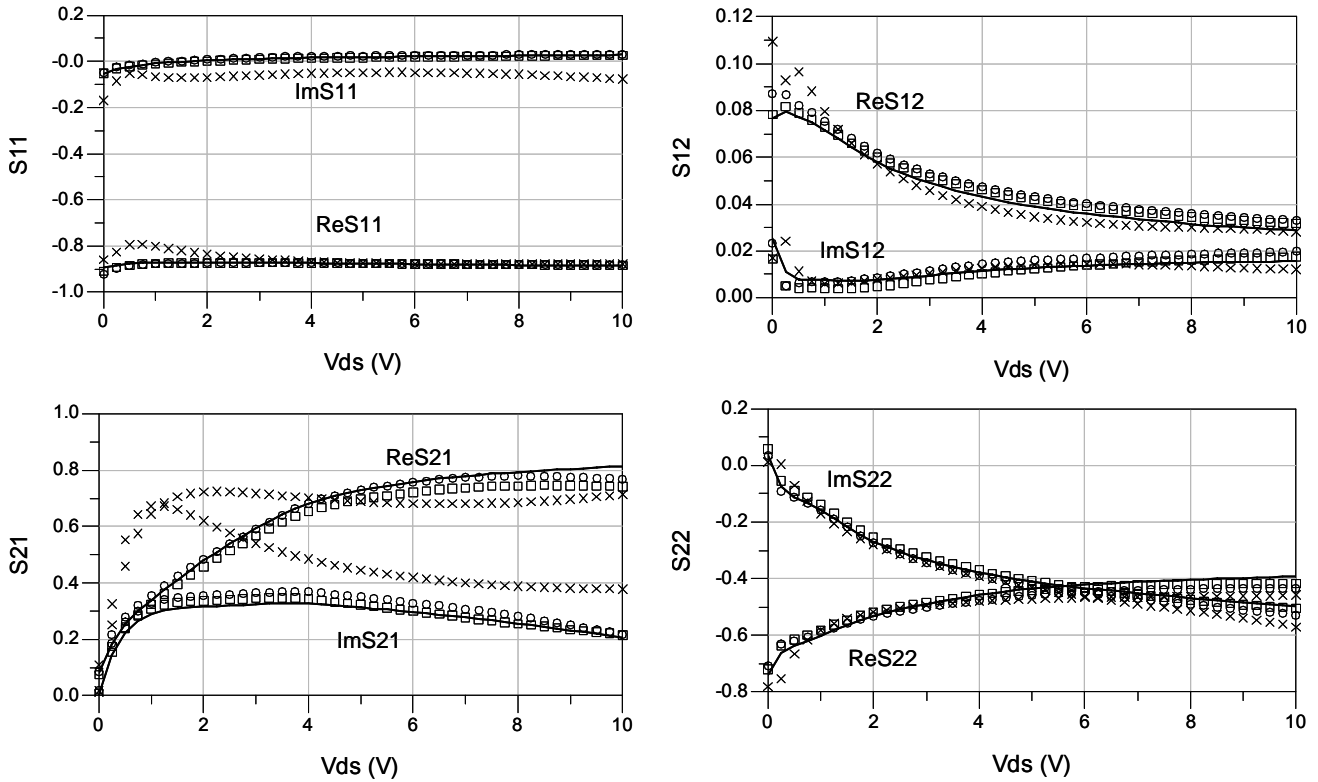 0.2
-0.0
-0.2
-0.4
-0.6
-0.8
-1.0
S11
ImS11
ReS11
0 2 4 6 8 10
Vds (V)
0.12
0.10
0.08
0.06
0.04
0.02
0.00
S12
ReS12
ImS12
0 2 4 6 8 10
Vds (V)
1.0
0.8
0.6
0.4
0.2
0.0
S21
ReS21
ImS21
0 2 4 6 8 10
Vds (V)
0.2
0.0
-0.2
-0.4
-0.6
-0.8
S22
ImS22
ReS22
0 2 4 6 8 10
Vds (V)